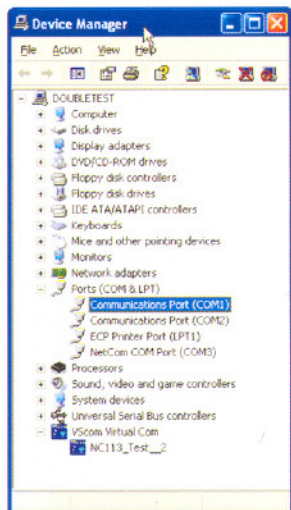 Device Manager
File Action View Help
DOUBLETEST
Computer
Disk drives
Display adapters
DVD/CD-ROM drives
Floppy disk controllers
Floppy disk drives
IDE ATA/ATAPI controllers
Keyboards
Mice and other pointing devices
Monitors
Network adapters
Ports (COM & LPT)
Communications Port (COM1)
Communications Port (COM2)
ECP Printer Port (LPT1)
NetCom COM Port (COM3)
Processors
Sound, video and game controllers
System devices
Universal Serial Bus controllers
VScom Virtual Com
NC113_Test__2